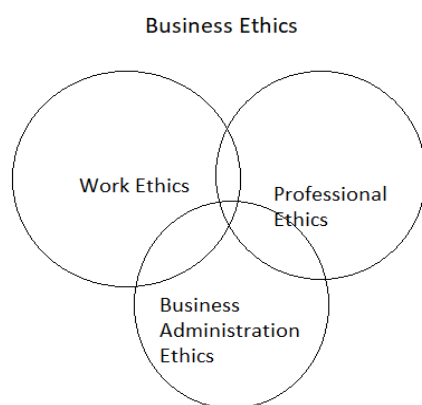 Business Ethics
Work Ethics
Professional
Ethics
Business
Administration
Ethics